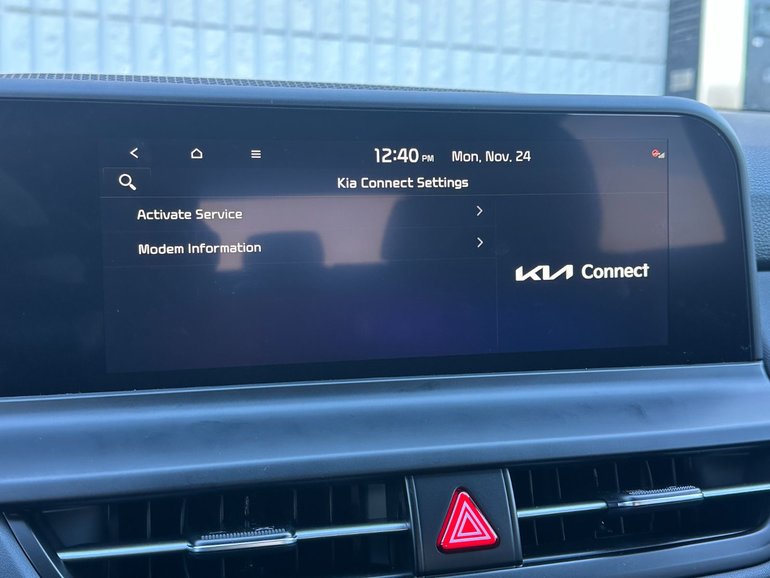 12:40 PM Mon, Nov. 24
Kia Connect Settings
Activate Service
Modem Information
KIA Connect